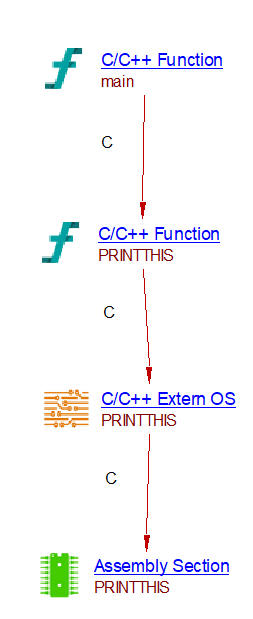 C/C++ Function
main
C
C/C++ Function
PRINTTHIS
C
C/C++ Extern OS
PRINTTHIS
C
Assembly Section
PRINTTHIS